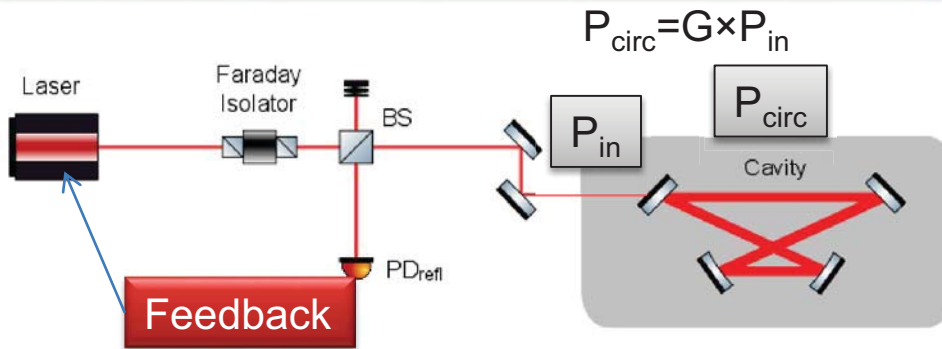 P_circ=G×P_in
Laser
Faraday
Isolator
BS
P_in
P_circ
Cavity
PD_refl
Feedback